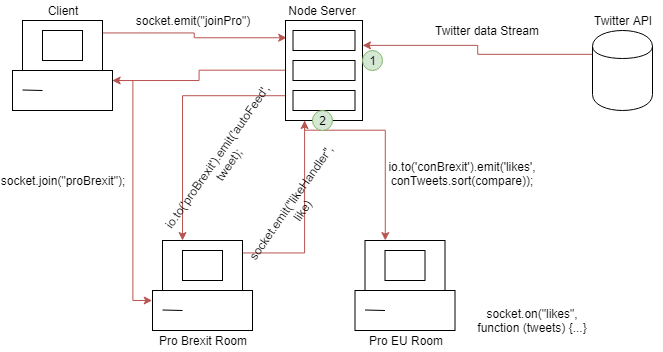 Client
Node Server
Twitter API
socket.emit("joinPro")
Twitter data Stream
1
2
io.to('proBrexit').emit('autoFeed',
tweet);
socket.emit("likeHandler",
like)
io.to('conBrexit').emit('likes',
conTweets.sort(compare));
socket.join("proBrexit");
socket.on("likes",
function (tweets) {...}
Pro Brexit Room
Pro EU Room